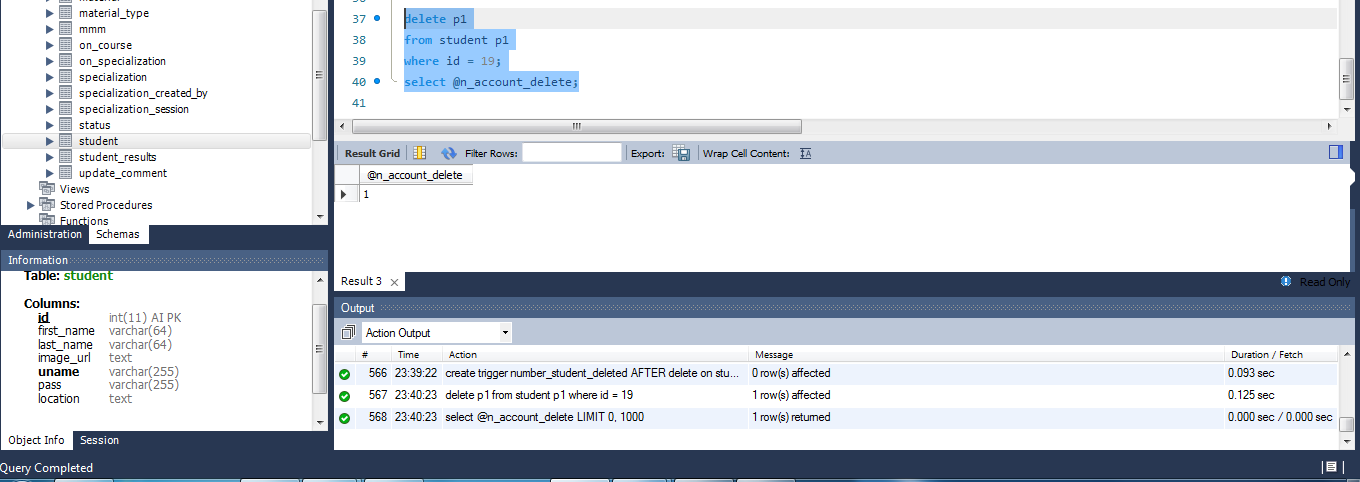 material
material_type
mmm
on_course
on_specialization
specialization
specialization_created_by
specialization_session
status
student
student_results
update_comment
Views
Stored Procedures
Functions
Administration Schemas
Information
Table: student
Columns:
id int(11) AI PK
first_name varchar(64)
last_name varchar(64)
image_url text
uname varchar(255)
pass varchar(255)
location text
Object Info Session
Query Completed
36
37 delete p1
38 from student p1
39 where id = 19;
40 select @n_account_delete;
41
Result Grid Filter Rows: Export: Wrap Cell Content:
@n_account_delete
1
Result 3 Read Only
Output
Action Output
# Time Action Message Duration / Fetch
566 23:39:22 create trigger number_student_deleted AFTER delete on stu... 0 row(s) affected 0.093 sec
567 23:40:23 delete p1 from student p1 where id = 19 1 row(s) affected 0.125 sec
568 23:40:23 select @n_account_delete LIMIT 0, 1000 1 row(s) returned 0.000 sec / 0.000 sec